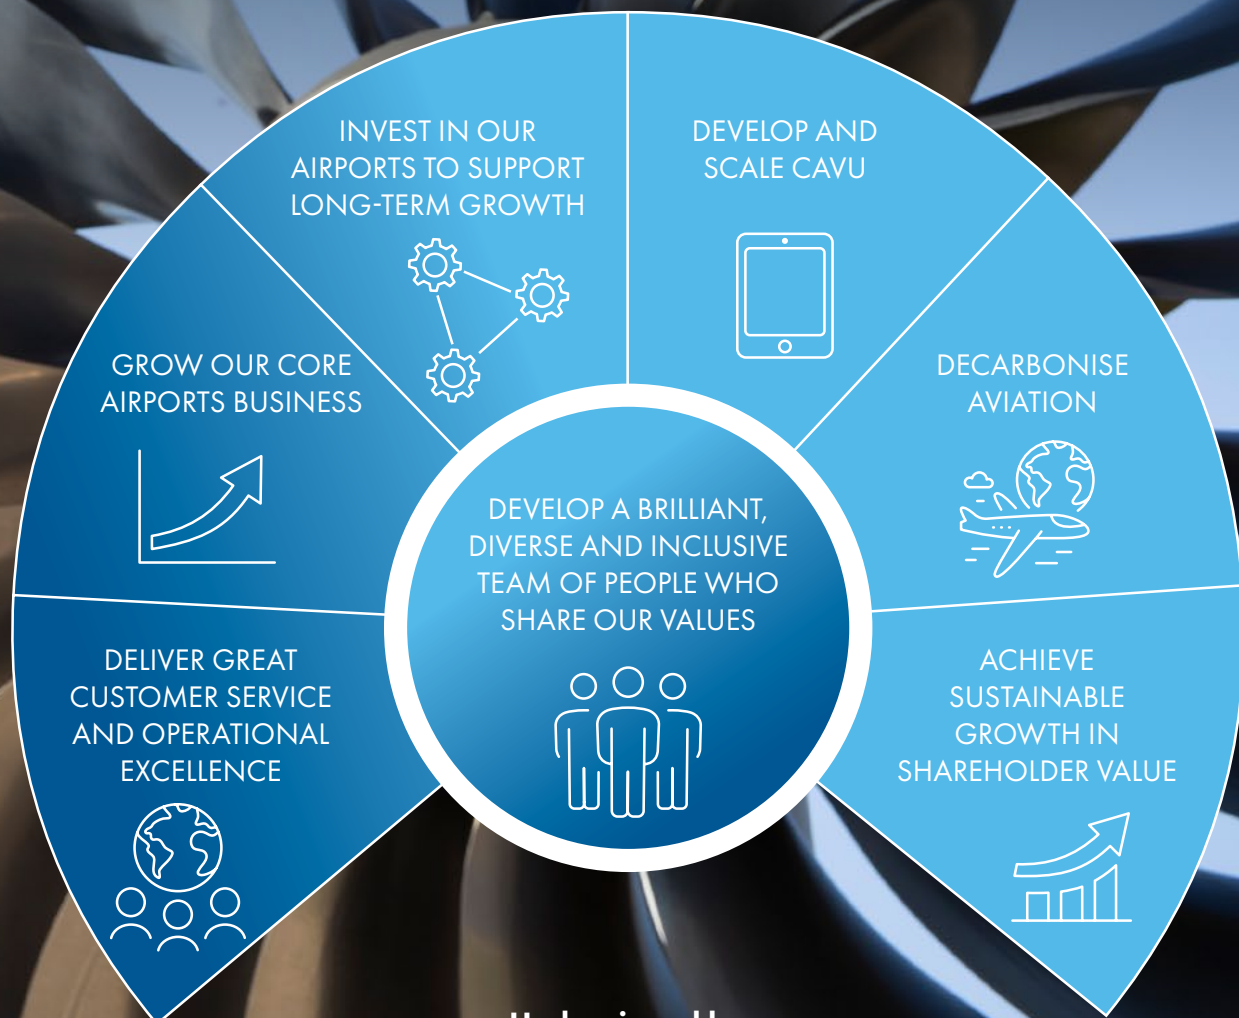 INVEST IN OUR
AIRPORTS TO SUPPORT
LONG-TERM GROWTH
DEVELOP AND
SCALE CAVU
GROW OUR CORE
AIRPORTS BUSINESS
DECARBONISE
AVIATION
DEVELOP A BRILLIANT,
DIVERSE AND INCLUSIVE
TEAM OF PEOPLE WHO
SHARE OUR VALUES
DELIVER GREAT
CUSTOMER SERVICE
AND OPERATIONAL
EXCELLENCE
ACHIEVE
SUSTAINABLE
GROWTH IN
SHAREHOLDER VALUE